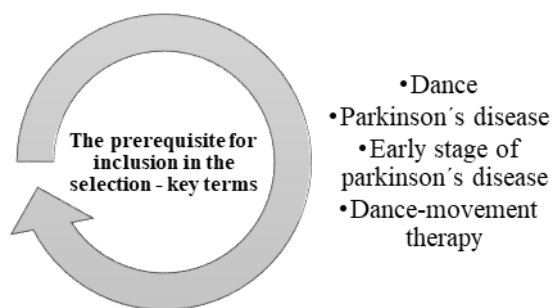 The prerequisite for
inclusion in the
selection - key terms
•Dance
•Parkinson´s disease
•Early stage of
parkinson´s disease
•Dance-movement
therapy